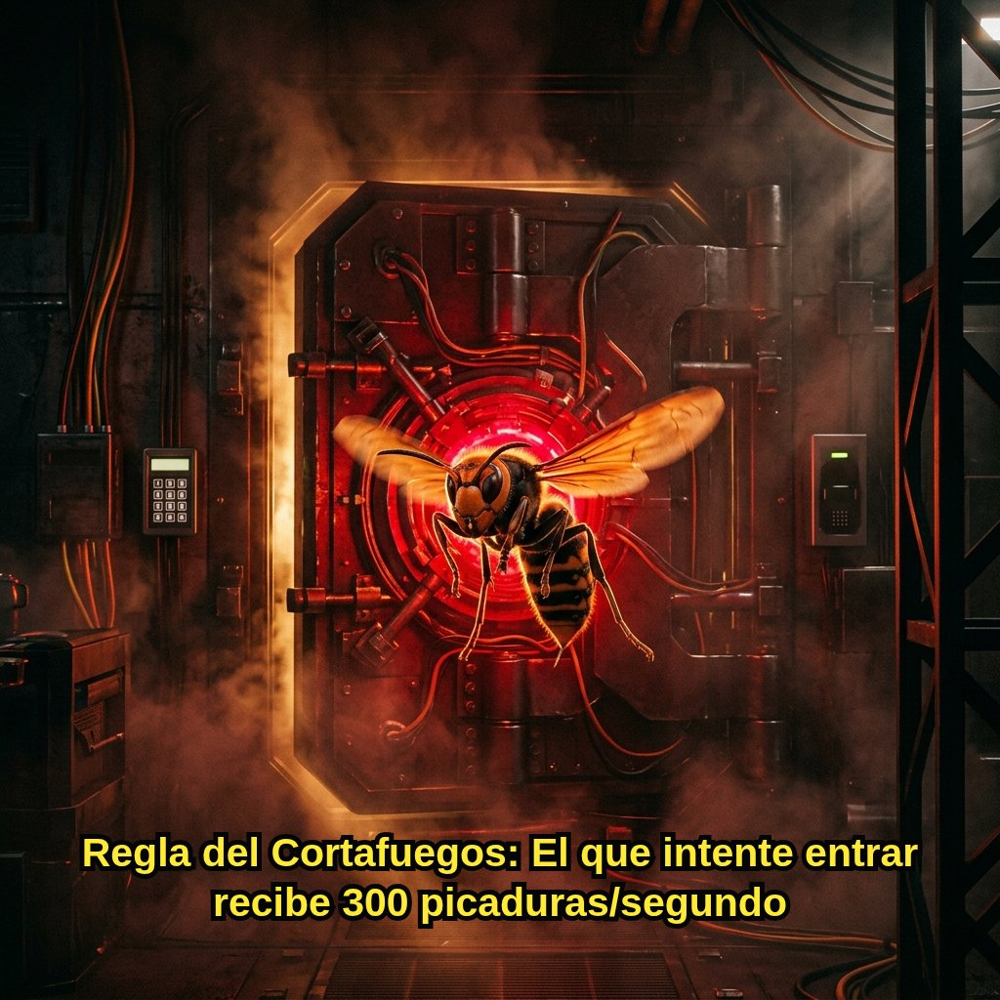 Regla del Cortafuegos: El que intente entrar
recibe 300 picaduras/segundo